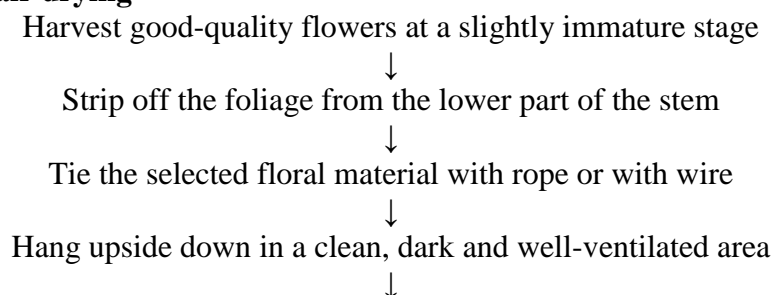 Harvest good-quality flowers at a slightly immature stage
↓
Strip off the foliage from the lower part of the stem
↓
Tie the selected floral material with rope or with wire
↓
Hang upside down in a clean, dark and well-ventilated area
↓